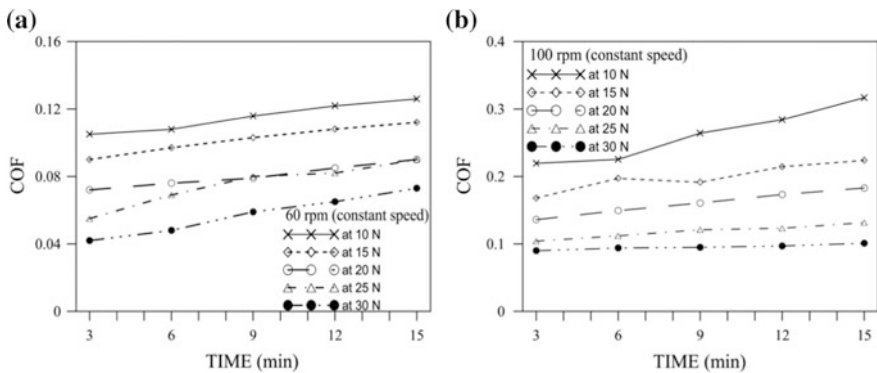 (a)
0.16
0.12
0.08
0.04
0
COF
3 6 9 12 15
TIME (min)
60 rpm (constant speed)
at 10 N
at 15 N
at 20 N
at 25 N
at 30 N
(b)
0.4
0.3
0.2
0.1
0
COF
3 6 9 12 15
TIME (min)
100 rpm (constant speed)
at 10 N
at 15 N
at 20 N
at 25 N
at 30 N